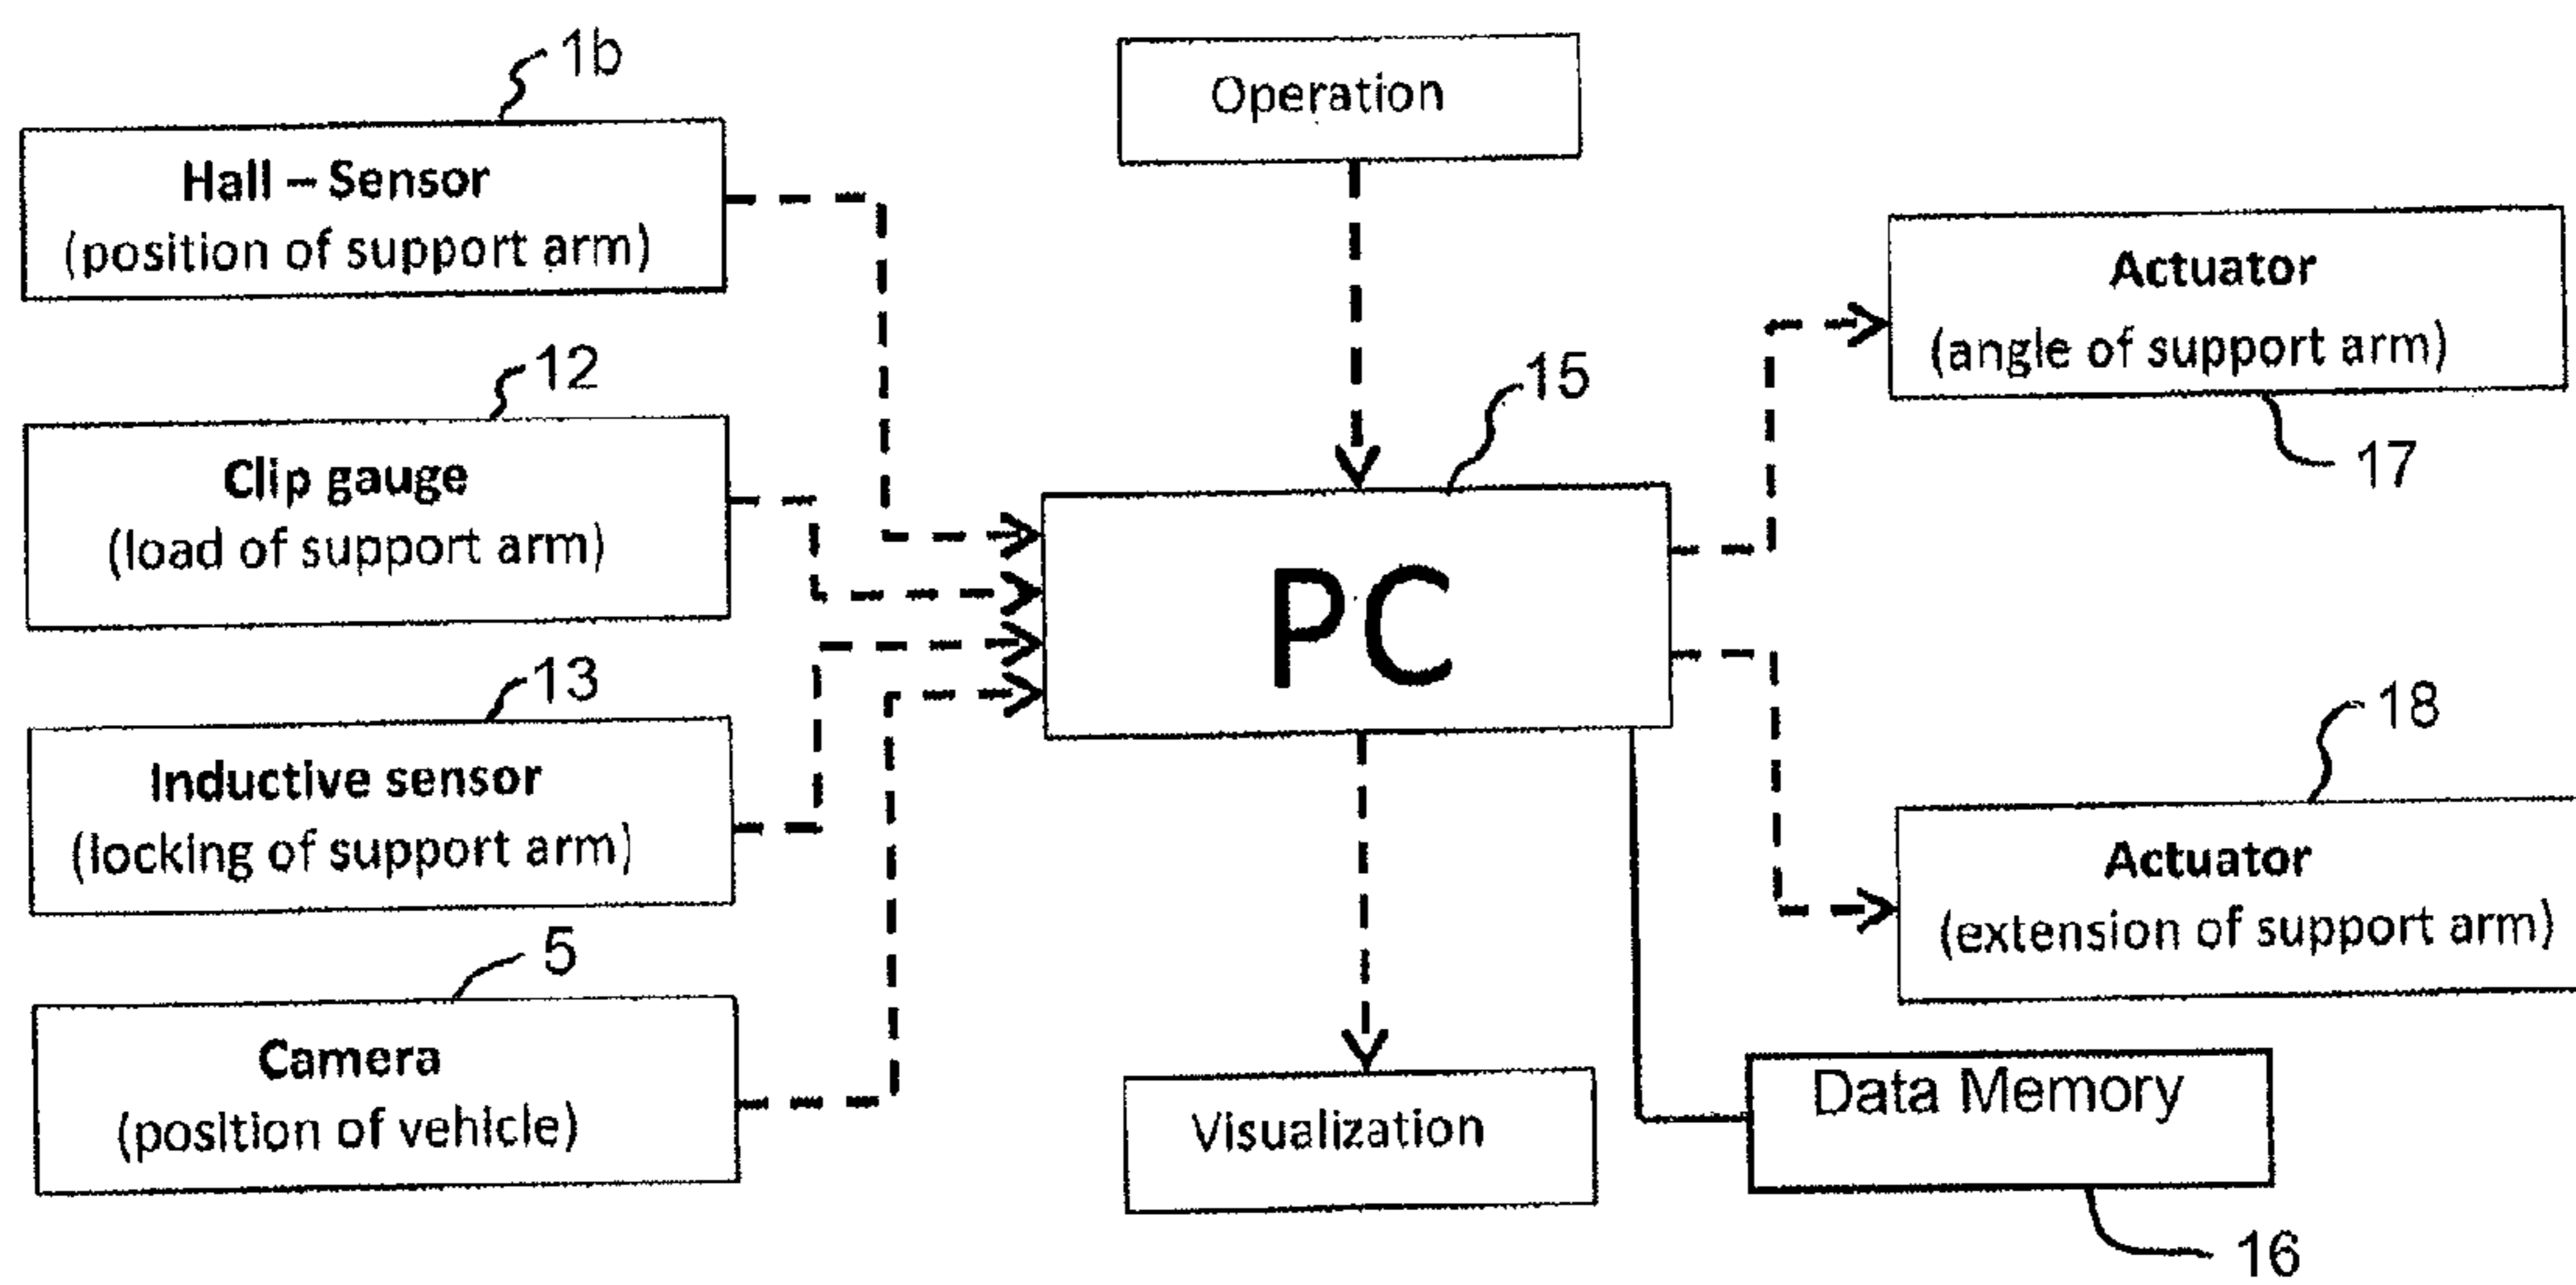 1b
Hall – Sensor
(position of support arm)
12
Clip gauge
(load of support arm)
13
Inductive sensor
(locking of support arm)
5
Camera
(position of vehicle)
Operation
15
PC
Visualization
Actuator
(angle of support arm)
17
18
Actuator
(extension of support arm)
Data Memory
16